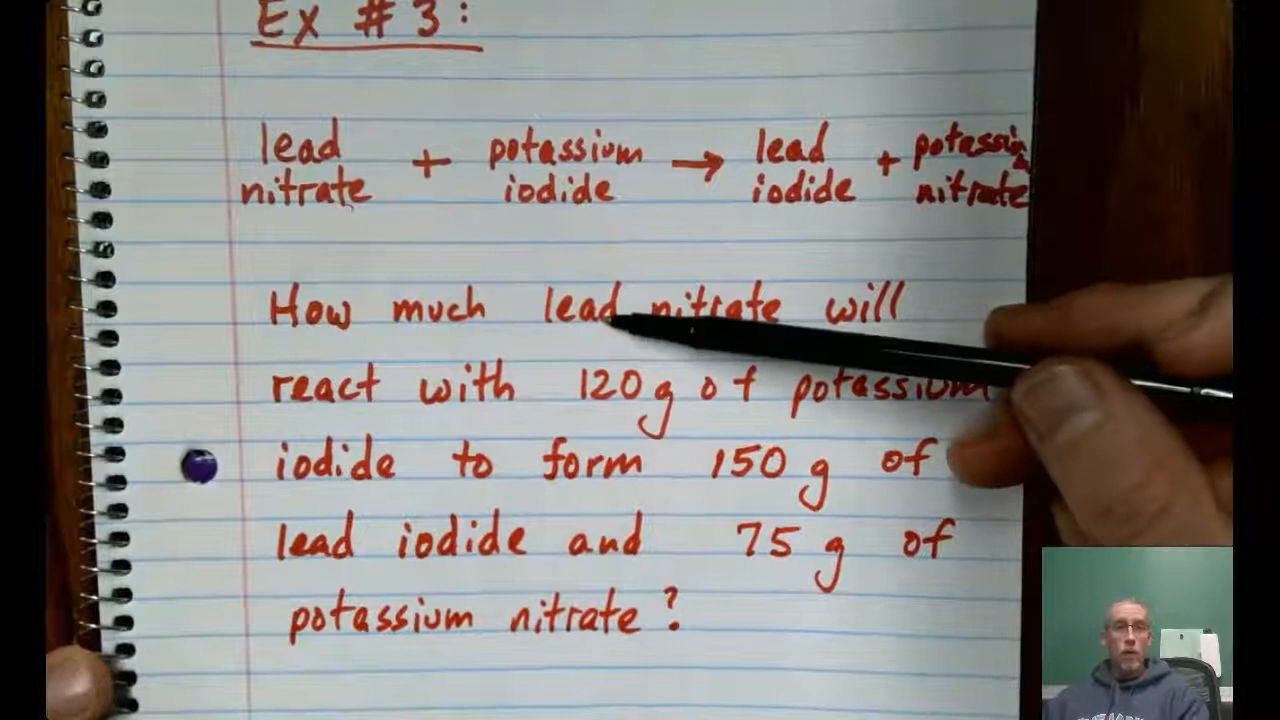 Ex # 3:
lead nitrate + potassium iodide → lead iodide + nitrate
How much lead nitrate will
react with 120 g of potassium
iodide to form 150 g of
lead iodide and 75 g of
potassium nitrate?